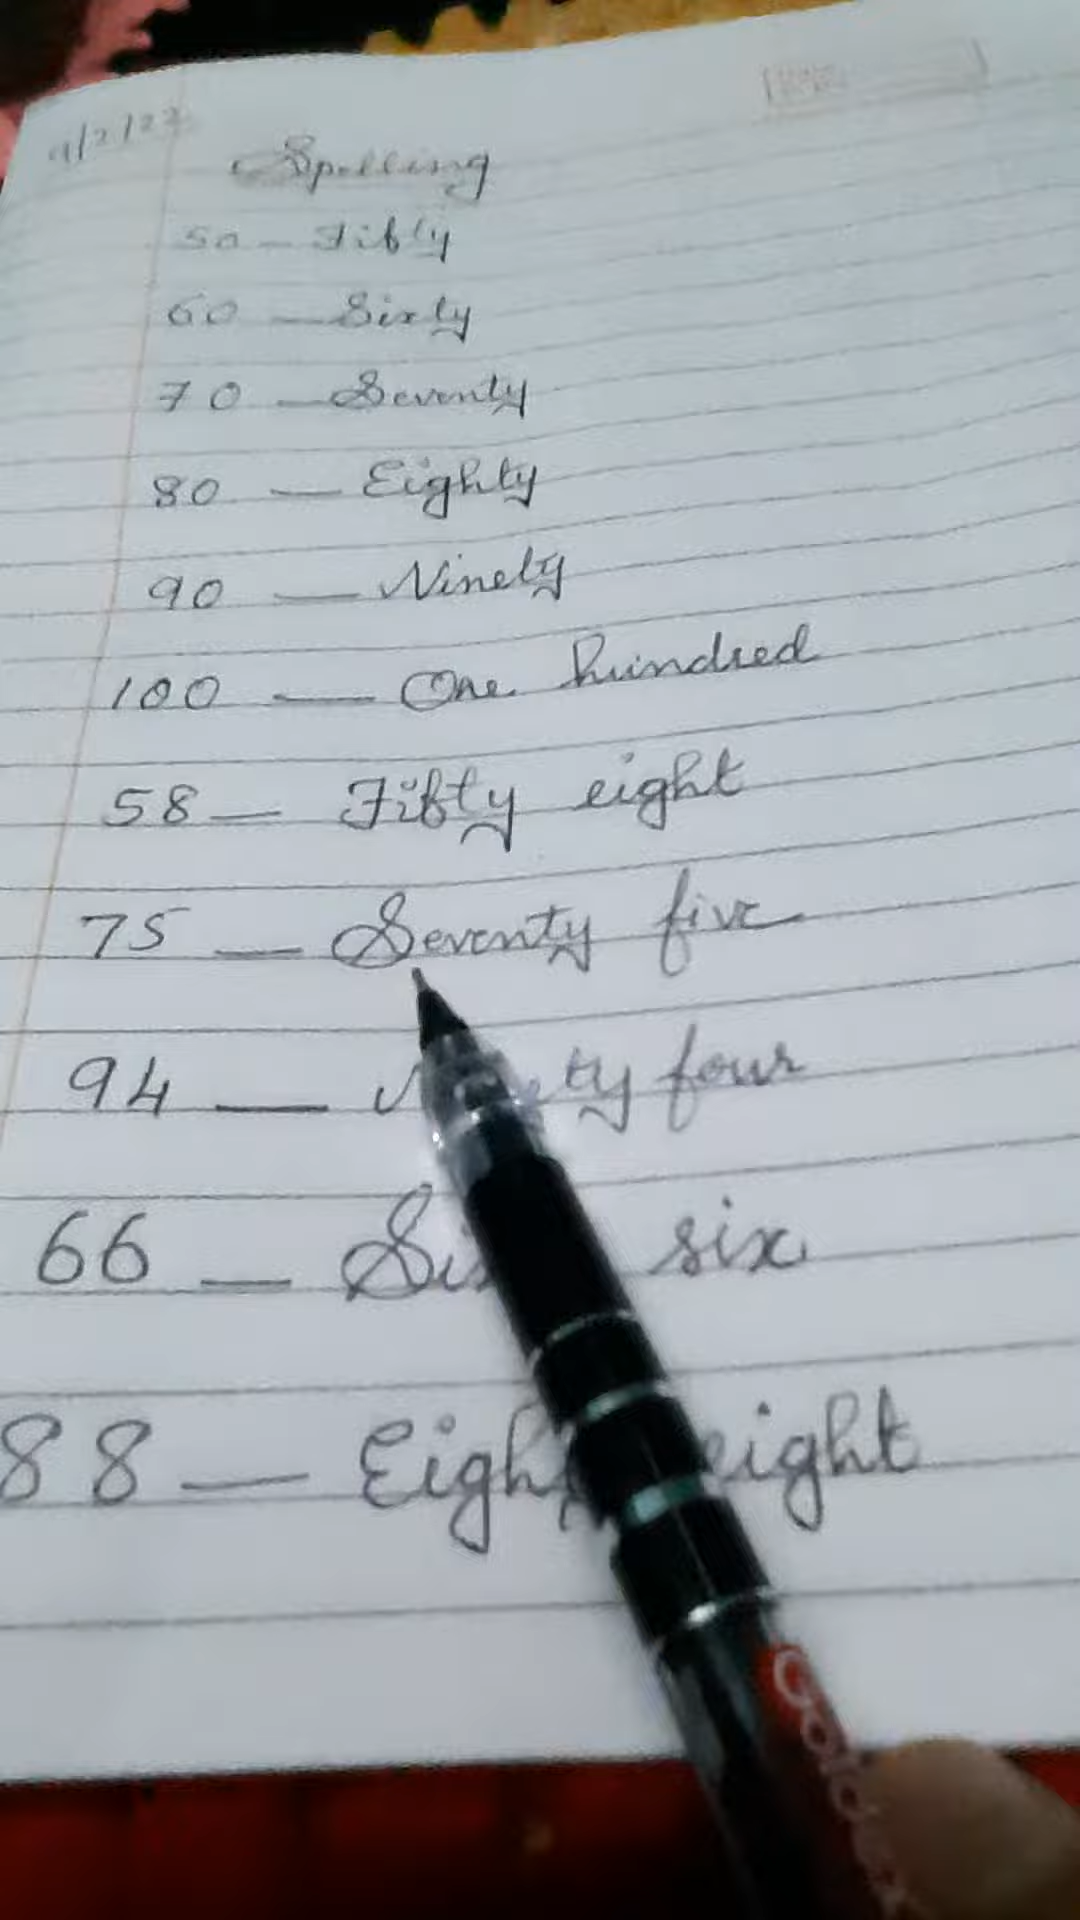 Spelling
50 - Fifty
60 - Sixty
70 - Seventy
80 - Eighty
90 - Ninety
100 - One hundred
58 - Fifty eight
75 - Seventy five
94 - four
66 - six
88 - eight